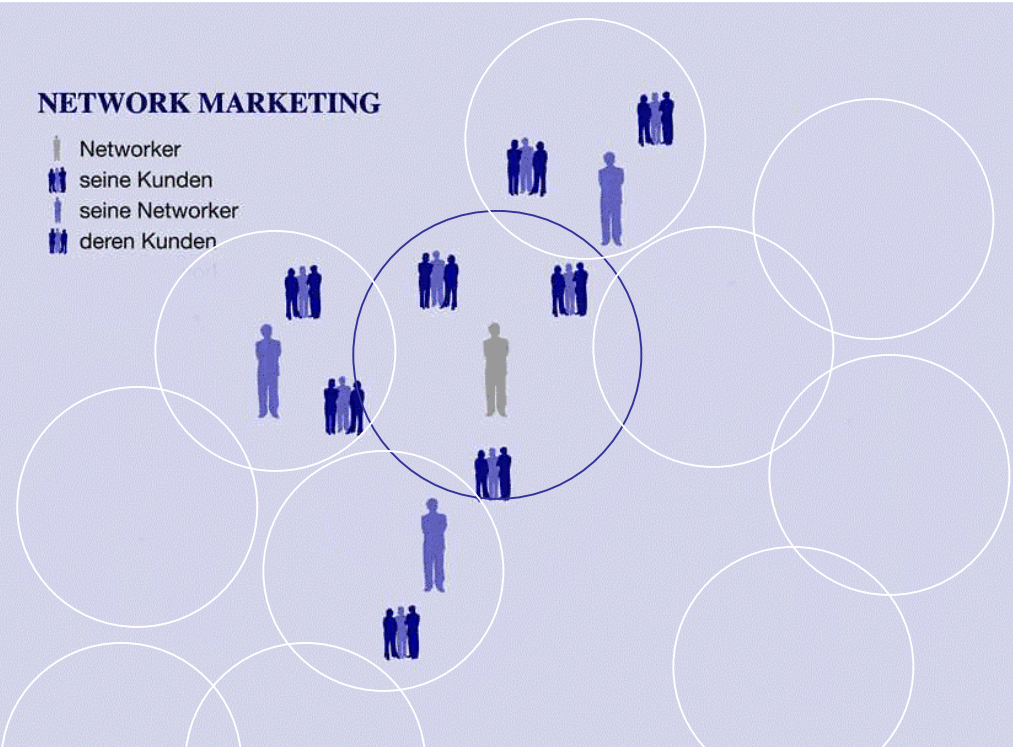 NETWORK MARKETING
Networker
seine Kunden
seine Networker
deren Kunden